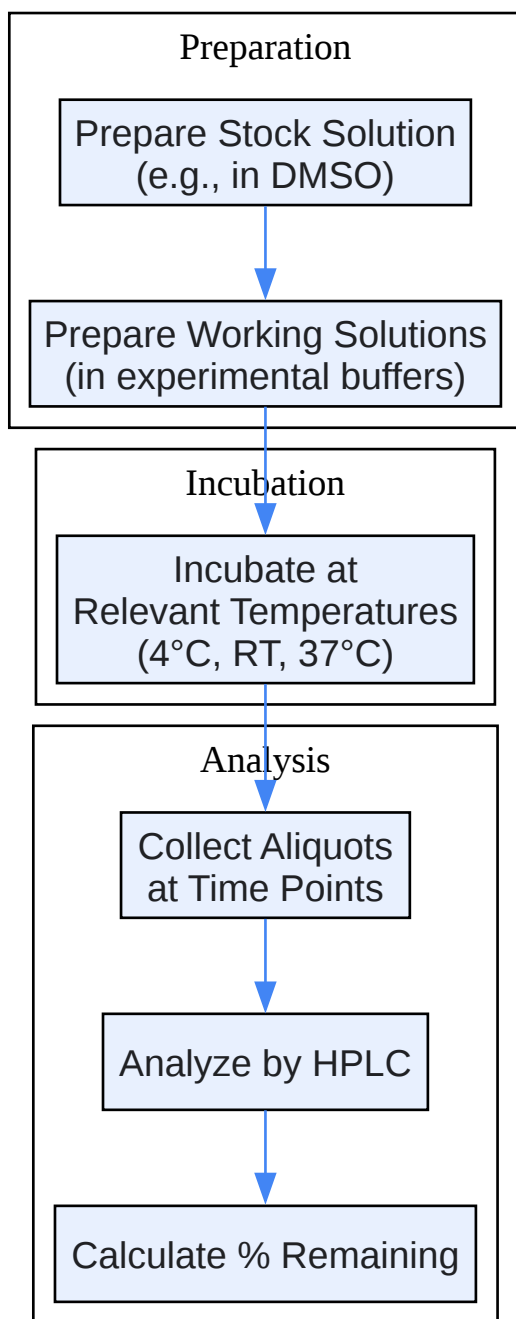 Preparation
Prepare Stock Solution
(e.g., in DMSO)
Prepare Working Solutions
(in experimental buffers)
Incubation
Incubate at
Relevant Temperatures
(4°C, RT, 37°C)
Analysis
Collect Aliquots
at Time Points
Analyze by HPLC
Calculate % Remaining